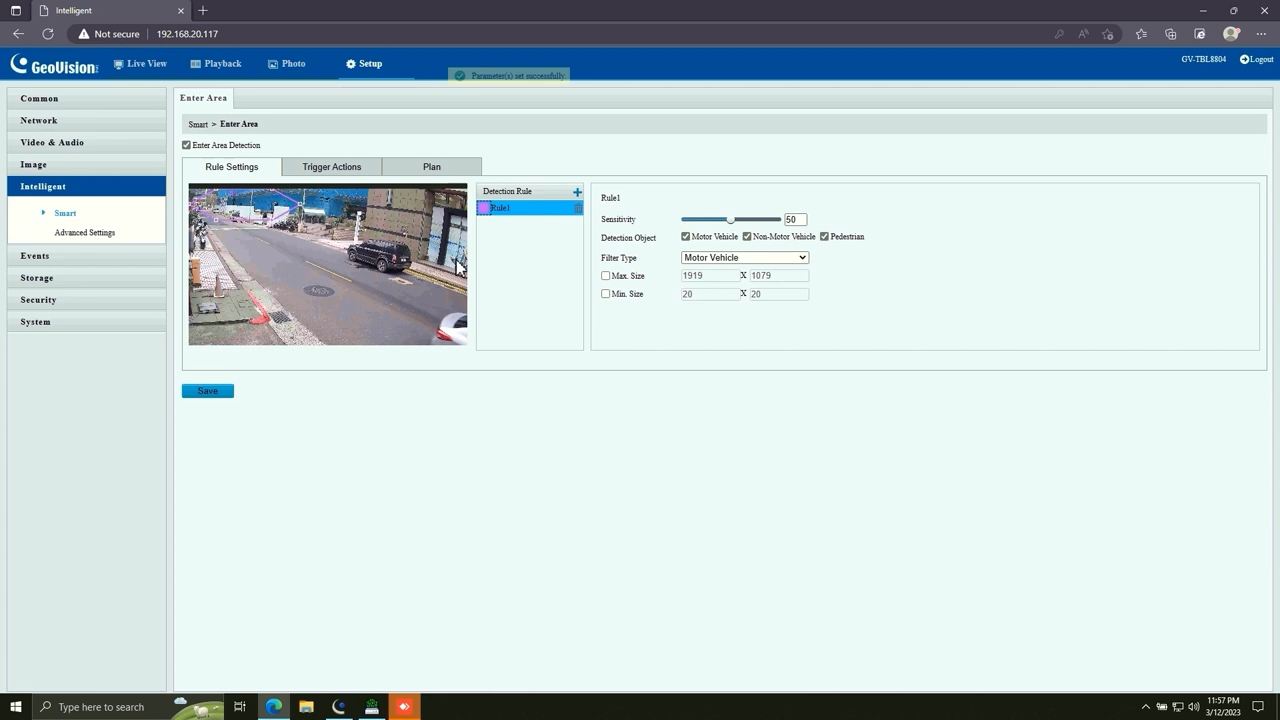 Intelligent
Not secure 192.168.20.117
GeoVision Live View Playback Photo Setup GV-TBL8804 Logout
Parameter(s) set successfully.
Common
Network
Video & Audio
Image
Intelligent
Smart
Advanced Settings
Events
Storage
Security
System
Enter Area
Smart > Enter Area
Enter Area Detection
Rule Settings Trigger Actions Plan
Detection Rule
Rule1
Rule1
Sensitivity 50
Detection Object Motor Vehicle Non-Motor Vehicle Pedestrian
Filter Type Motor Vehicle
Max. Size 1919 X 1079
Min. Size 20 X 20
Save
Type here to search
11:57 PM
3/12/2023